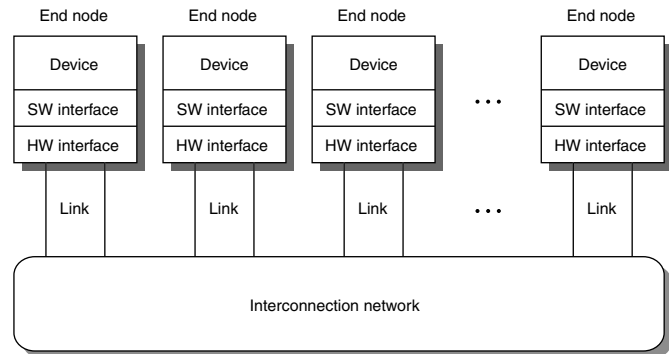 End node End node End node End node
Device Device Device ... Device
SW interface SW interface SW interface SW interface
HW interface HW interface HW interface HW interface
Link Link Link ... Link
Interconnection network